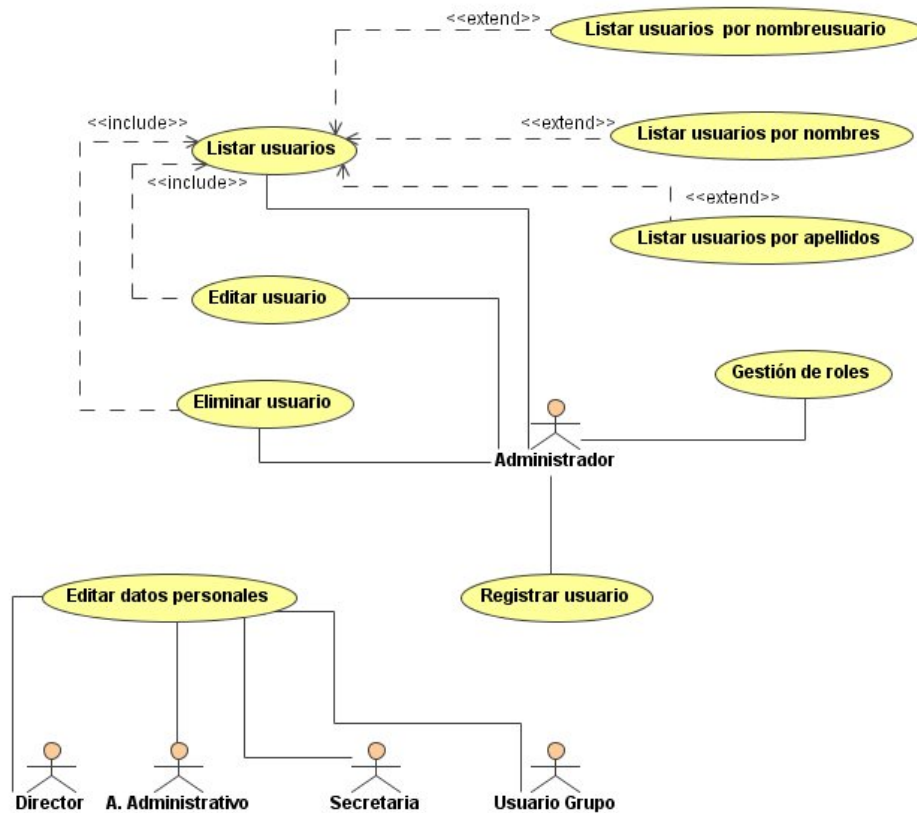 <<extend>>
Listar usuarios por nombreusuario
<<include>>
<<extend>>
Listar usuarios por nombres
Listar usuarios
<<include>>
<<extend>>
Listar usuarios por apellidos
Editar usuario
Gestión de roles
Eliminar usuario
Administrador
Editar datos personales
Registrar usuario
Director
A. Administrativo
Secretaria
Usuario Grupo